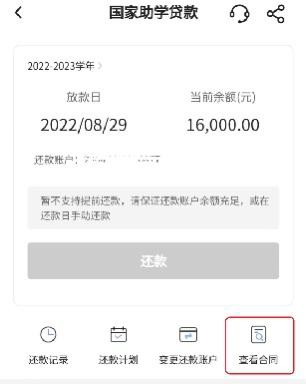 国家助学贷款
2022-2023学年
放款日 当前余额(元)
2022/08/29 16,000.00
还款账户：
暂不支持提前还款，请保证还款账户余额充足，或在
还款日手动还款
还款
还款记录 还款计划 变更还款账户 查看合同